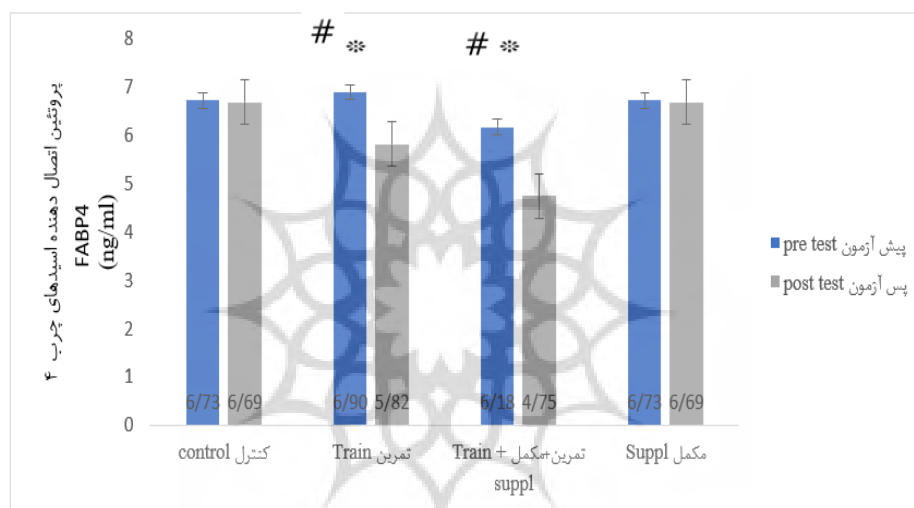 پروتئین اتصال دهنده اسیدهای چرب ۴
FABP4
(ng/ml)
8
7
6
5
4
3
2
1
0
# *
# *
6/73 6/69
6/90 5/82
6/18 4/75
6/73 6/69
کنترل control
تمرین Train
تمرین+مکمل Train +
suppl
مکمل Suppl
پیش آزمون pre test
پس آزمون post test